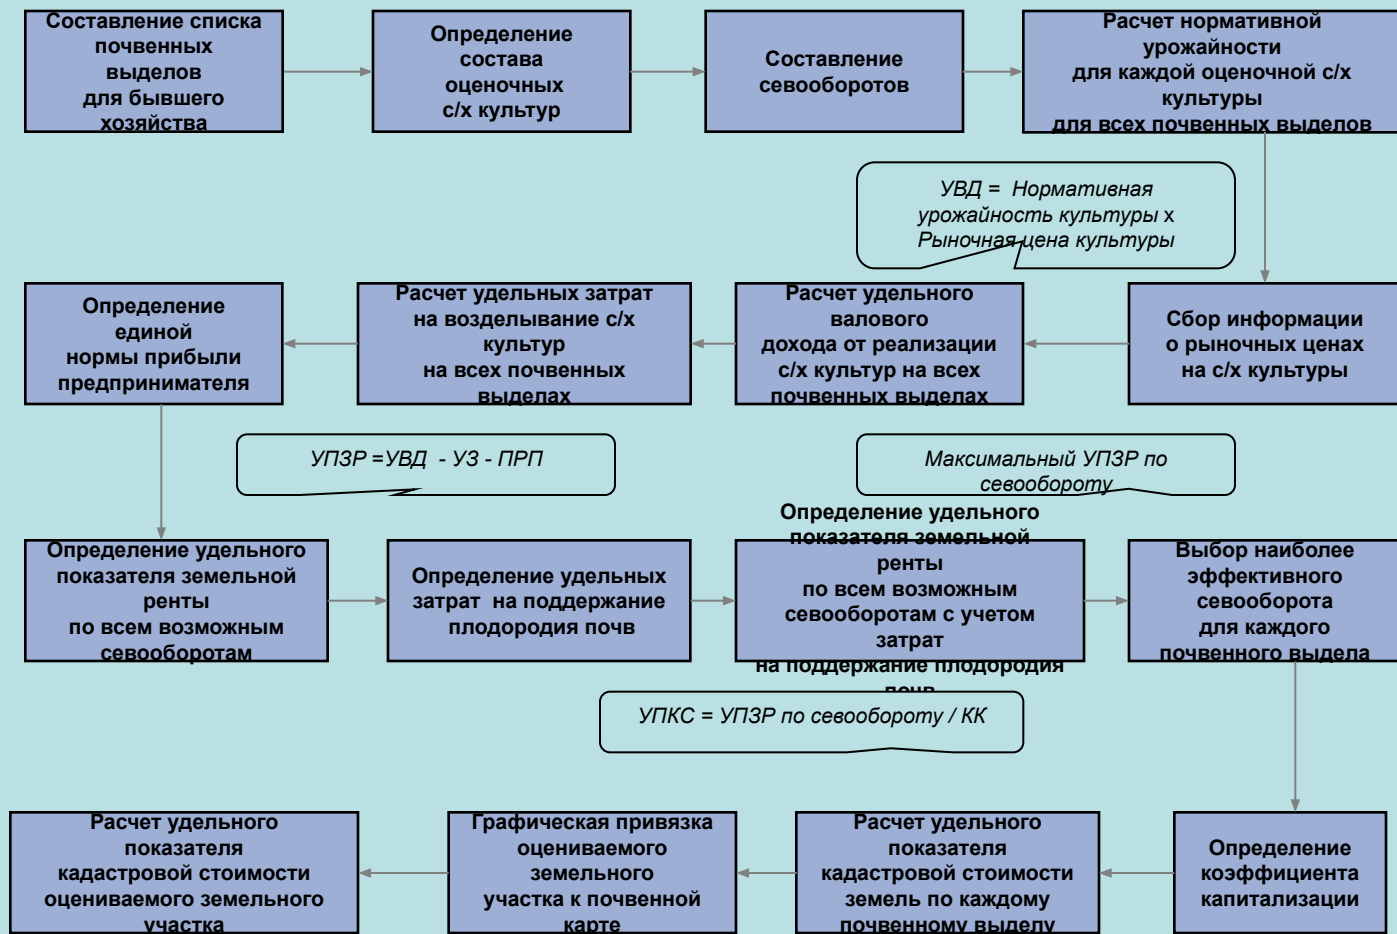 Составление списка
почвенных
выделов
для бывшего
хозяйства
Определение
состава
оценочных
с/х культур
Составление
севооборотов
Расчет нормативной
урожайности
для каждой оценочной с/х
культуры
для всех почвенных выделов
УВД = Нормативная
урожайность культуры х
Рыночная цена культуры
Определение
единой
нормы прибыли
предпринимателя
Расчет удельных затрат
на возделывание с/х
культур
на всех почвенных
выделах
Расчет удельного
валового
дохода от реализации
с/х культур на всех
почвенных выделах
Сбор информации
о рыночных ценах
на с/х культуры
УПЗР =УВД - УЗ - ПРП
Максимальный УПЗР по
севообороту
Определение удельного
показателя земельной
ренты
по всем возможным
севооборотам
Определение удельных
затрат на поддержание
плодородия почв
Определение удельного
показателя земельной
ренты
по всем возможным
севооборотам с учетом
затрат
на поддержание плодородия
почв
Выбор наиболее
эффективного
севооборота
для каждого
почвенного выдела
УПКС = УПЗР по севообороту / КК
Расчет удельного
показателя
кадастровой стоимости
оцениваемого земельного
участка
Графическая привязка
оцениваемого
земельного
участка к почвенной
карте
Расчет удельного
показателя
кадастровой стоимости
земель по каждому
почвенному выделу
Определение
коэффициента
капитализации